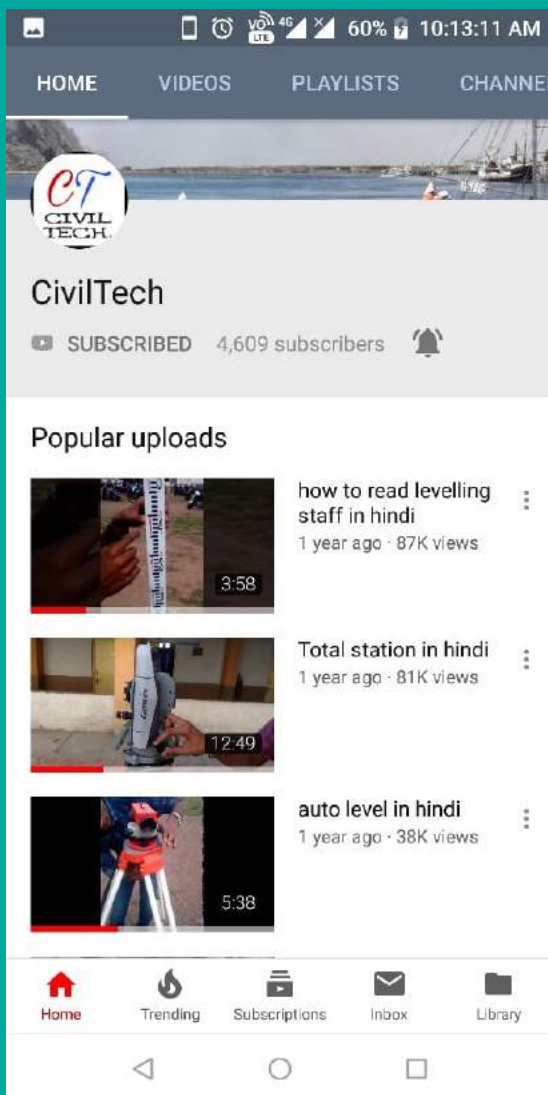 VO LTE 4G 60% 10:13:11 AM
HOME VIDEOS PLAYLISTS CHANNE
CT
CIVIL
TECH.
CivilTech
SUBSCRIBED 4,609 subscribers
Popular uploads
how to read levelling
staff in hindi
1 year ago · 87K views
3:58
Total station in hindi
1 year ago · 81K views
12:49
auto level in hindi
1 year ago · 38K views
5:38
Home Trending Subscriptions Inbox Library